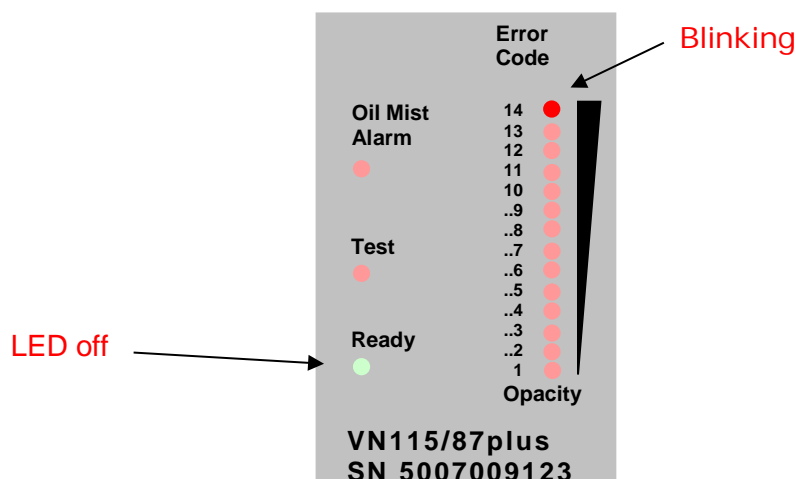 Error
Code
Blinking
Oil Mist
Alarm
14
13
12
11
10
..9
..8
Test
..7
..6
..5
..4
Ready
..3
..2
1
LED off
Opacity
VN115/87plus
SN 5007009123